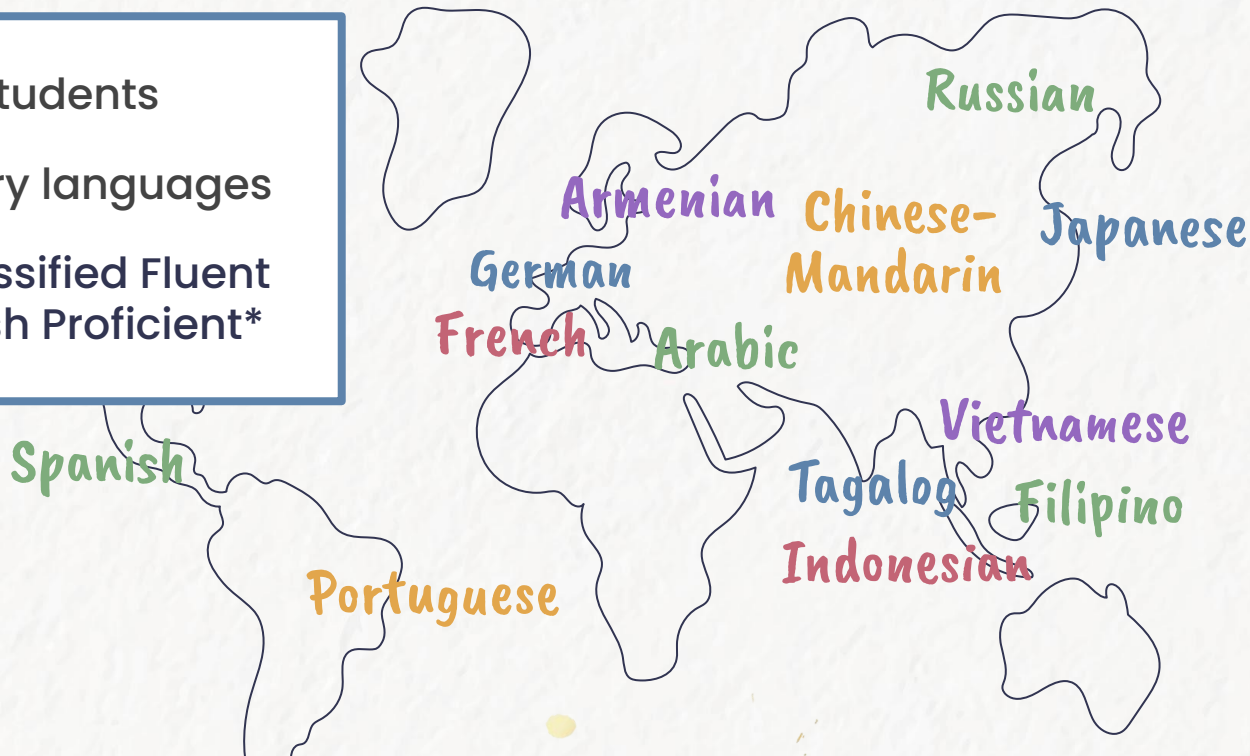 tudents
ry languages
ssified Fluent
sh Proficient*
Russian
Armenian
Chinese-
Mandarin
Japanese
German
French
Arabic
Vietnamese
Spanish
Tagalog
Filipino
Indonesian
Portuguese